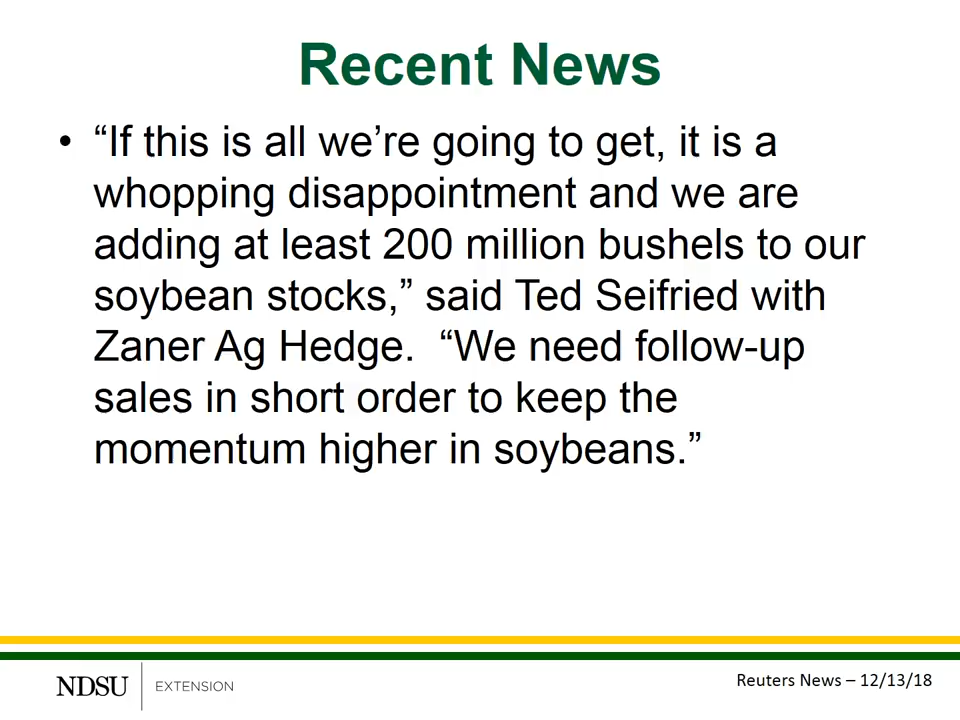 Recent News
• “If this is all we’re going to get, it is a
whopping disappointment and we are
adding at least 200 million bushels to our
soybean stocks,” said Ted Seifried with
Zaner Ag Hedge.  “We need follow-up
sales in short order to keep the
momentum higher in soybeans.”
NDSU EXTENSION
Reuters News – 12/13/18